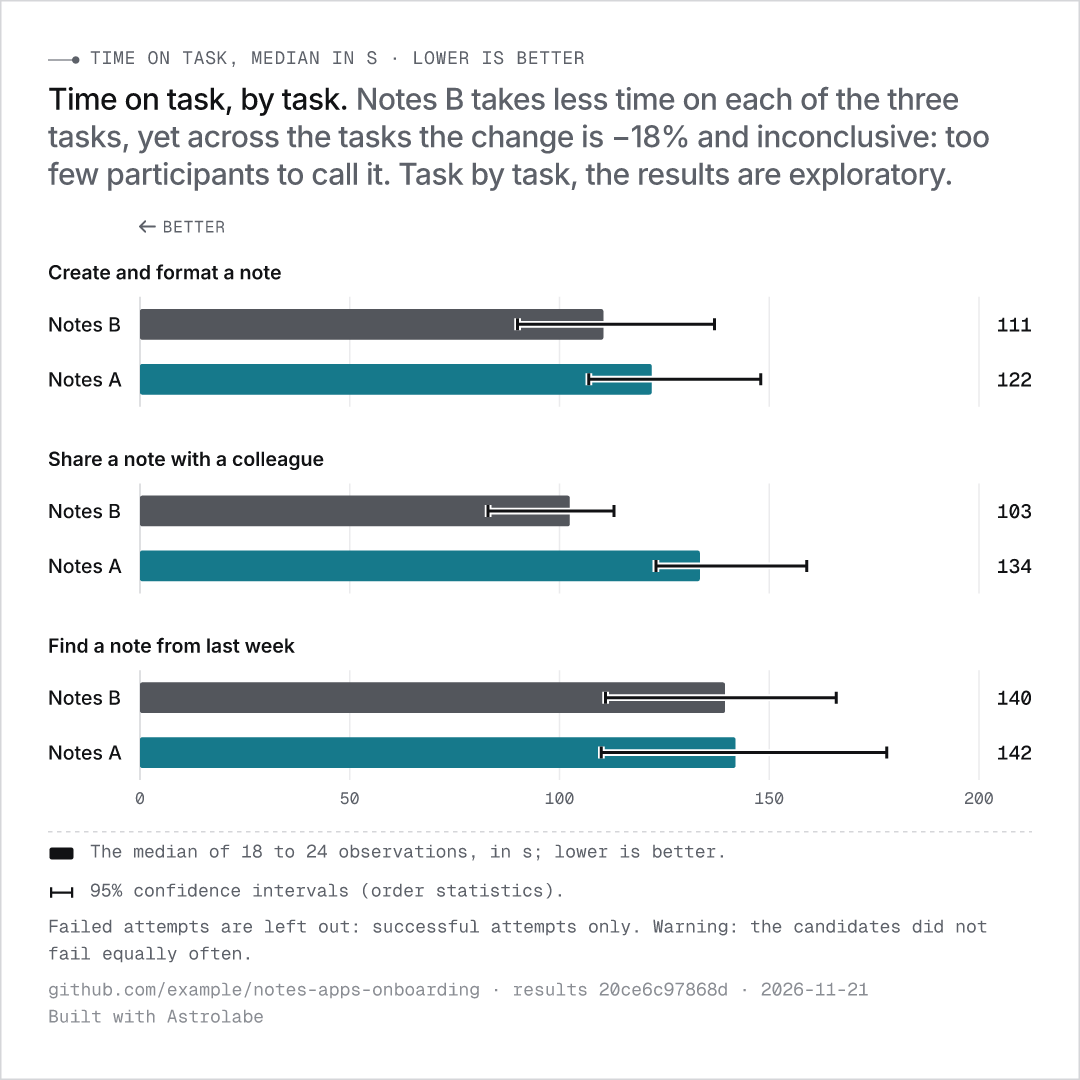 TIME ON TASK, MEDIAN IN S · LOWER IS BETTER
Time on task, by task. Notes B takes less time on each of the three
tasks, yet across the tasks the change is −18% and inconclusive: too
few participants to call it. Task by task, the results are exploratory.
← BETTER
Create and format a note
Notes B 111
Notes A 122
Share a note with a colleague
Notes B 103
Notes A 134
Find a note from last week
Notes B 140
Notes A 142
0 50 100 150 200
The median of 18 to 24 observations, in s; lower is better.
95% confidence intervals (order statistics).
Failed attempts are left out: successful attempts only. Warning: the candidates did not
fail equally often.
github.com/example/notes-apps-onboarding · results 20ce6c97868d · 2026-11-21
Built with Astrolabe